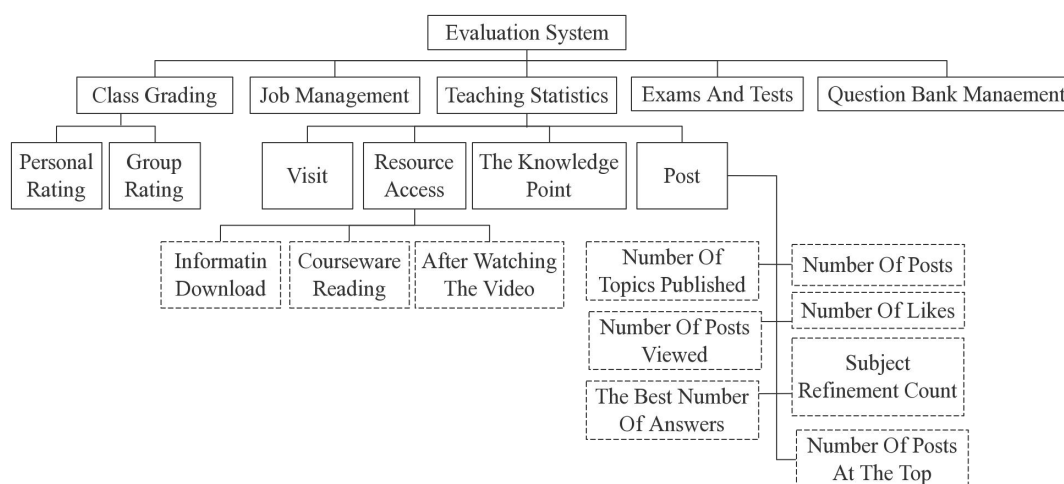 Evaluation System
Class Grading
Job Management
Teaching Statistics
Exams And Tests
Question Bank Manaement
Personal
Rating
Group
Rating
Visit
Resource
Access
The Knowledge
Point
Post
Informatin
Download
Courseware
Reading
After Watching
The Video
Number Of
Topics Published
Number Of Posts
Number Of Likes
Number Of Posts
Viewed
Subject
Refinement Count
The Best Number
Of Answers
Number Of Posts
At The Top